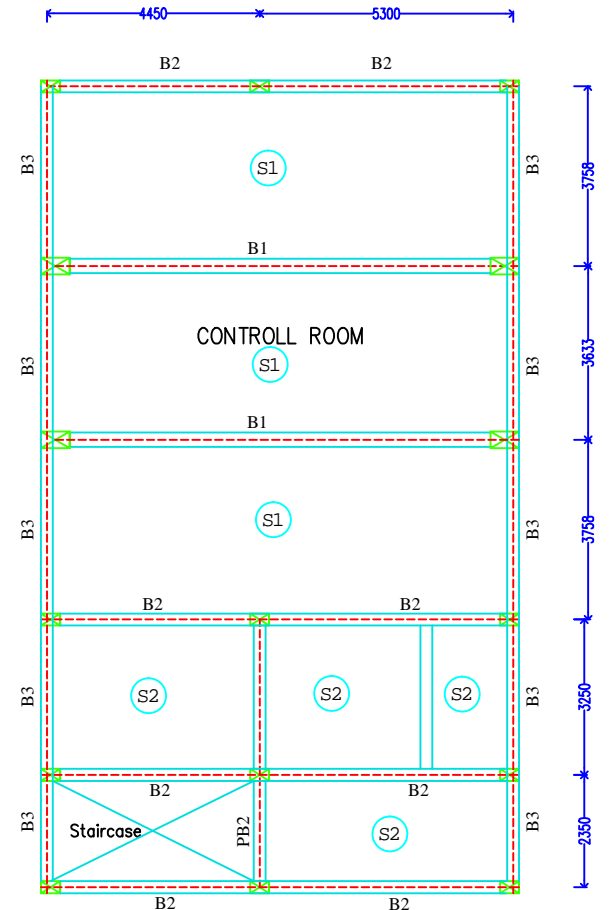 4450 5300
B2 B2
B3 S1 B3 3758
B1
CONTROLL ROOM
B3 S1 B3 3633
B1
B3 S1 B3 3758
B2 B2
B3 S2 S2 S2 B3 3250
B2 B2
B3 Staircase PB2 S2 B3 2350
B2 B2